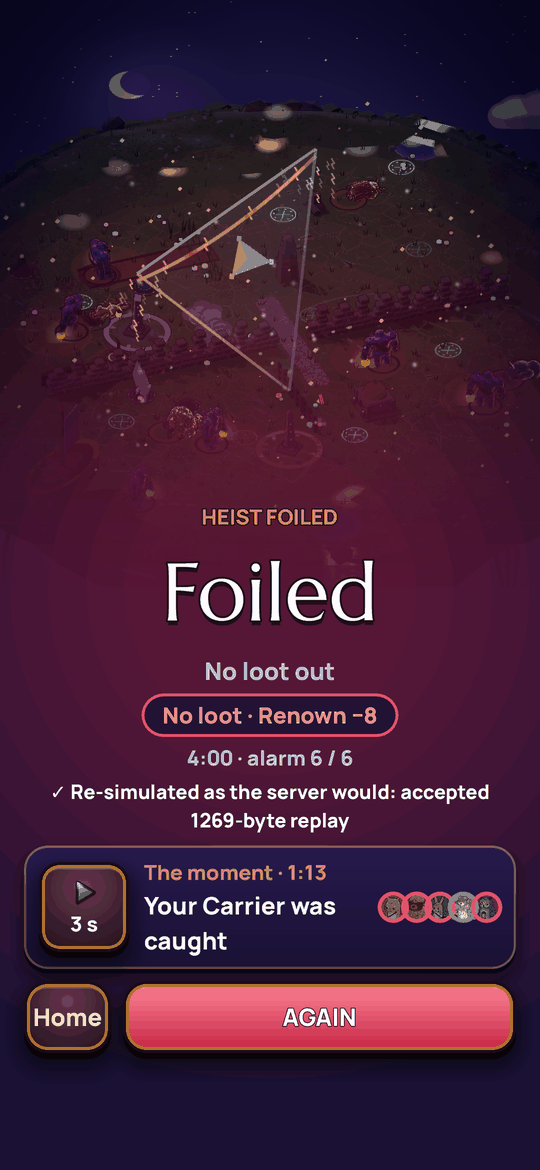 HEIST FOILED
Foiled
No loot out
No loot · Renown −8
4:00 · alarm 6 / 6
✓ Re-simulated as the server would: accepted
1269-byte replay
The moment · 1:13
3 s
Your Carrier was
caught
Home
AGAIN